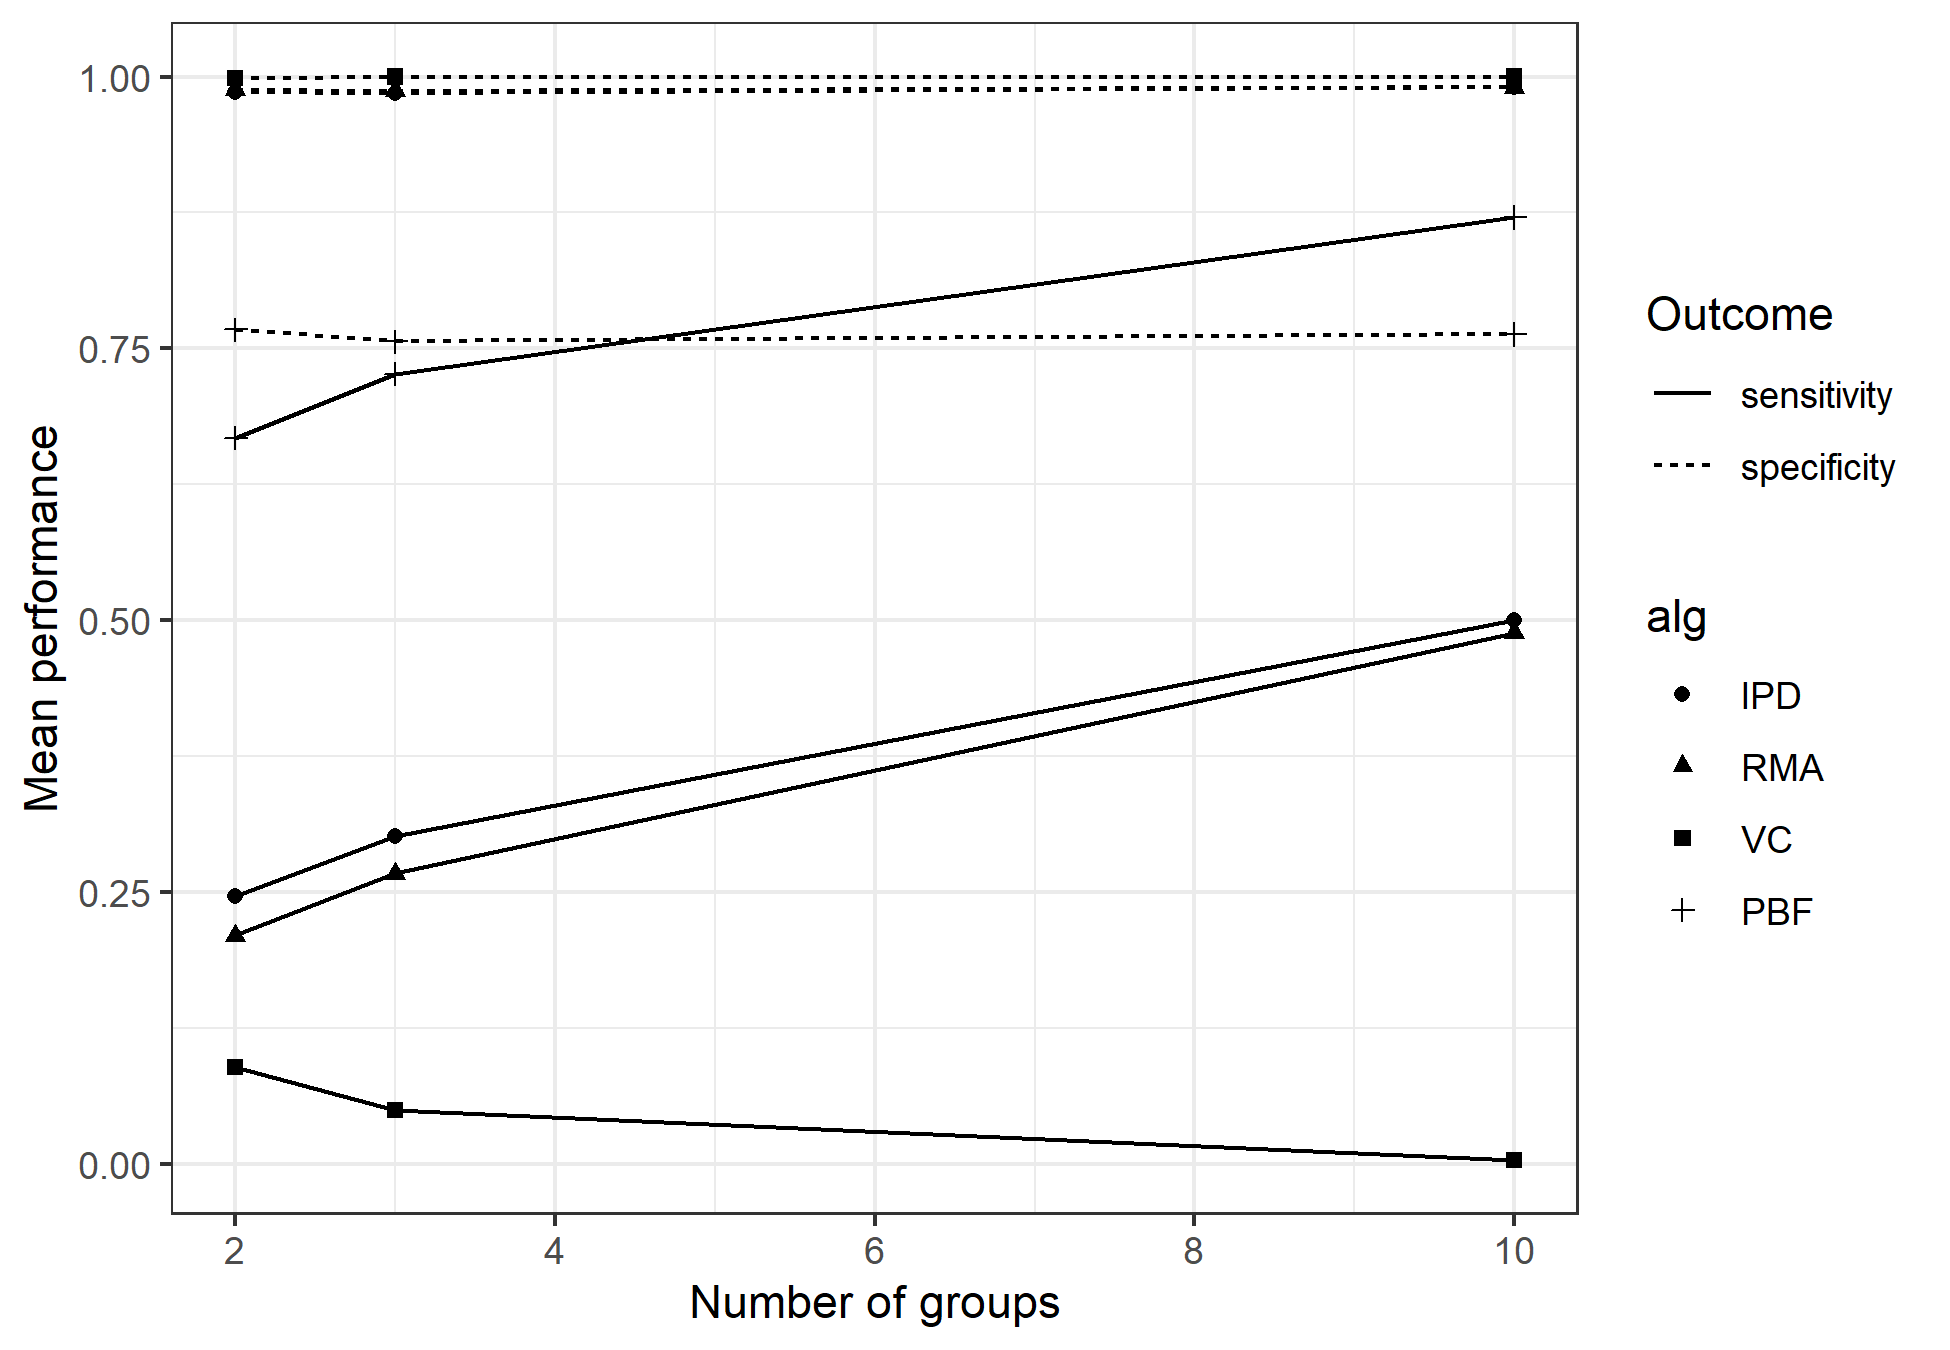 1.00
0.75
0.50
0.25
0.00
Mean performance
2 4 6 8 10
Number of groups
Outcome
sensitivity
specificity
alg
IPD
RMA
VC
PBF